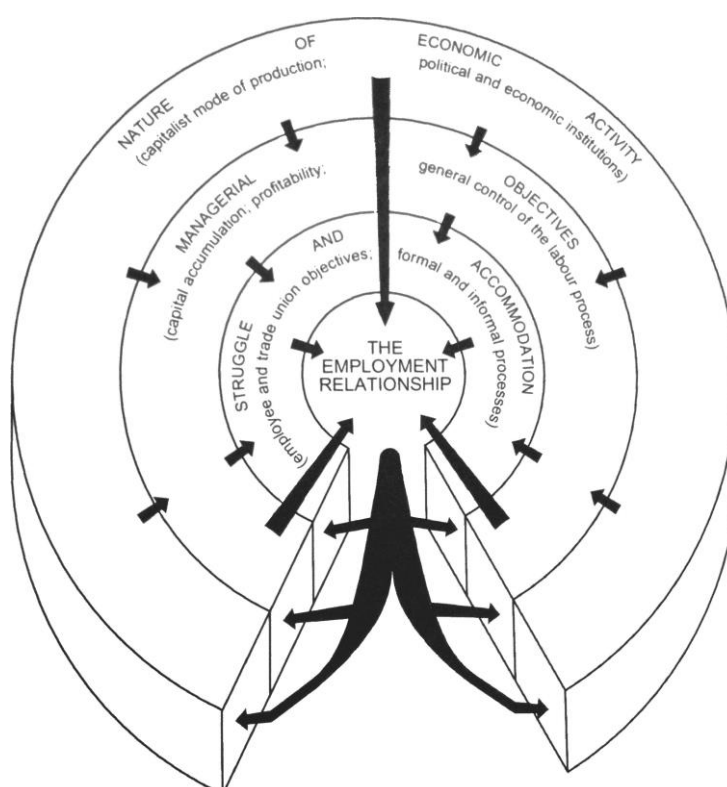 NATURE OF ECONOMIC ACTIVITY
(capitalist mode of production; political and economic institutions)
MANAGERIAL OBJECTIVES
(capital accumulation; profitability; general control of the labour process)
STRUGGLE AND ACCOMMODATION
(employee and trade union objectives; formal and informal processes)
THE
EMPLOYMENT
RELATIONSHIP